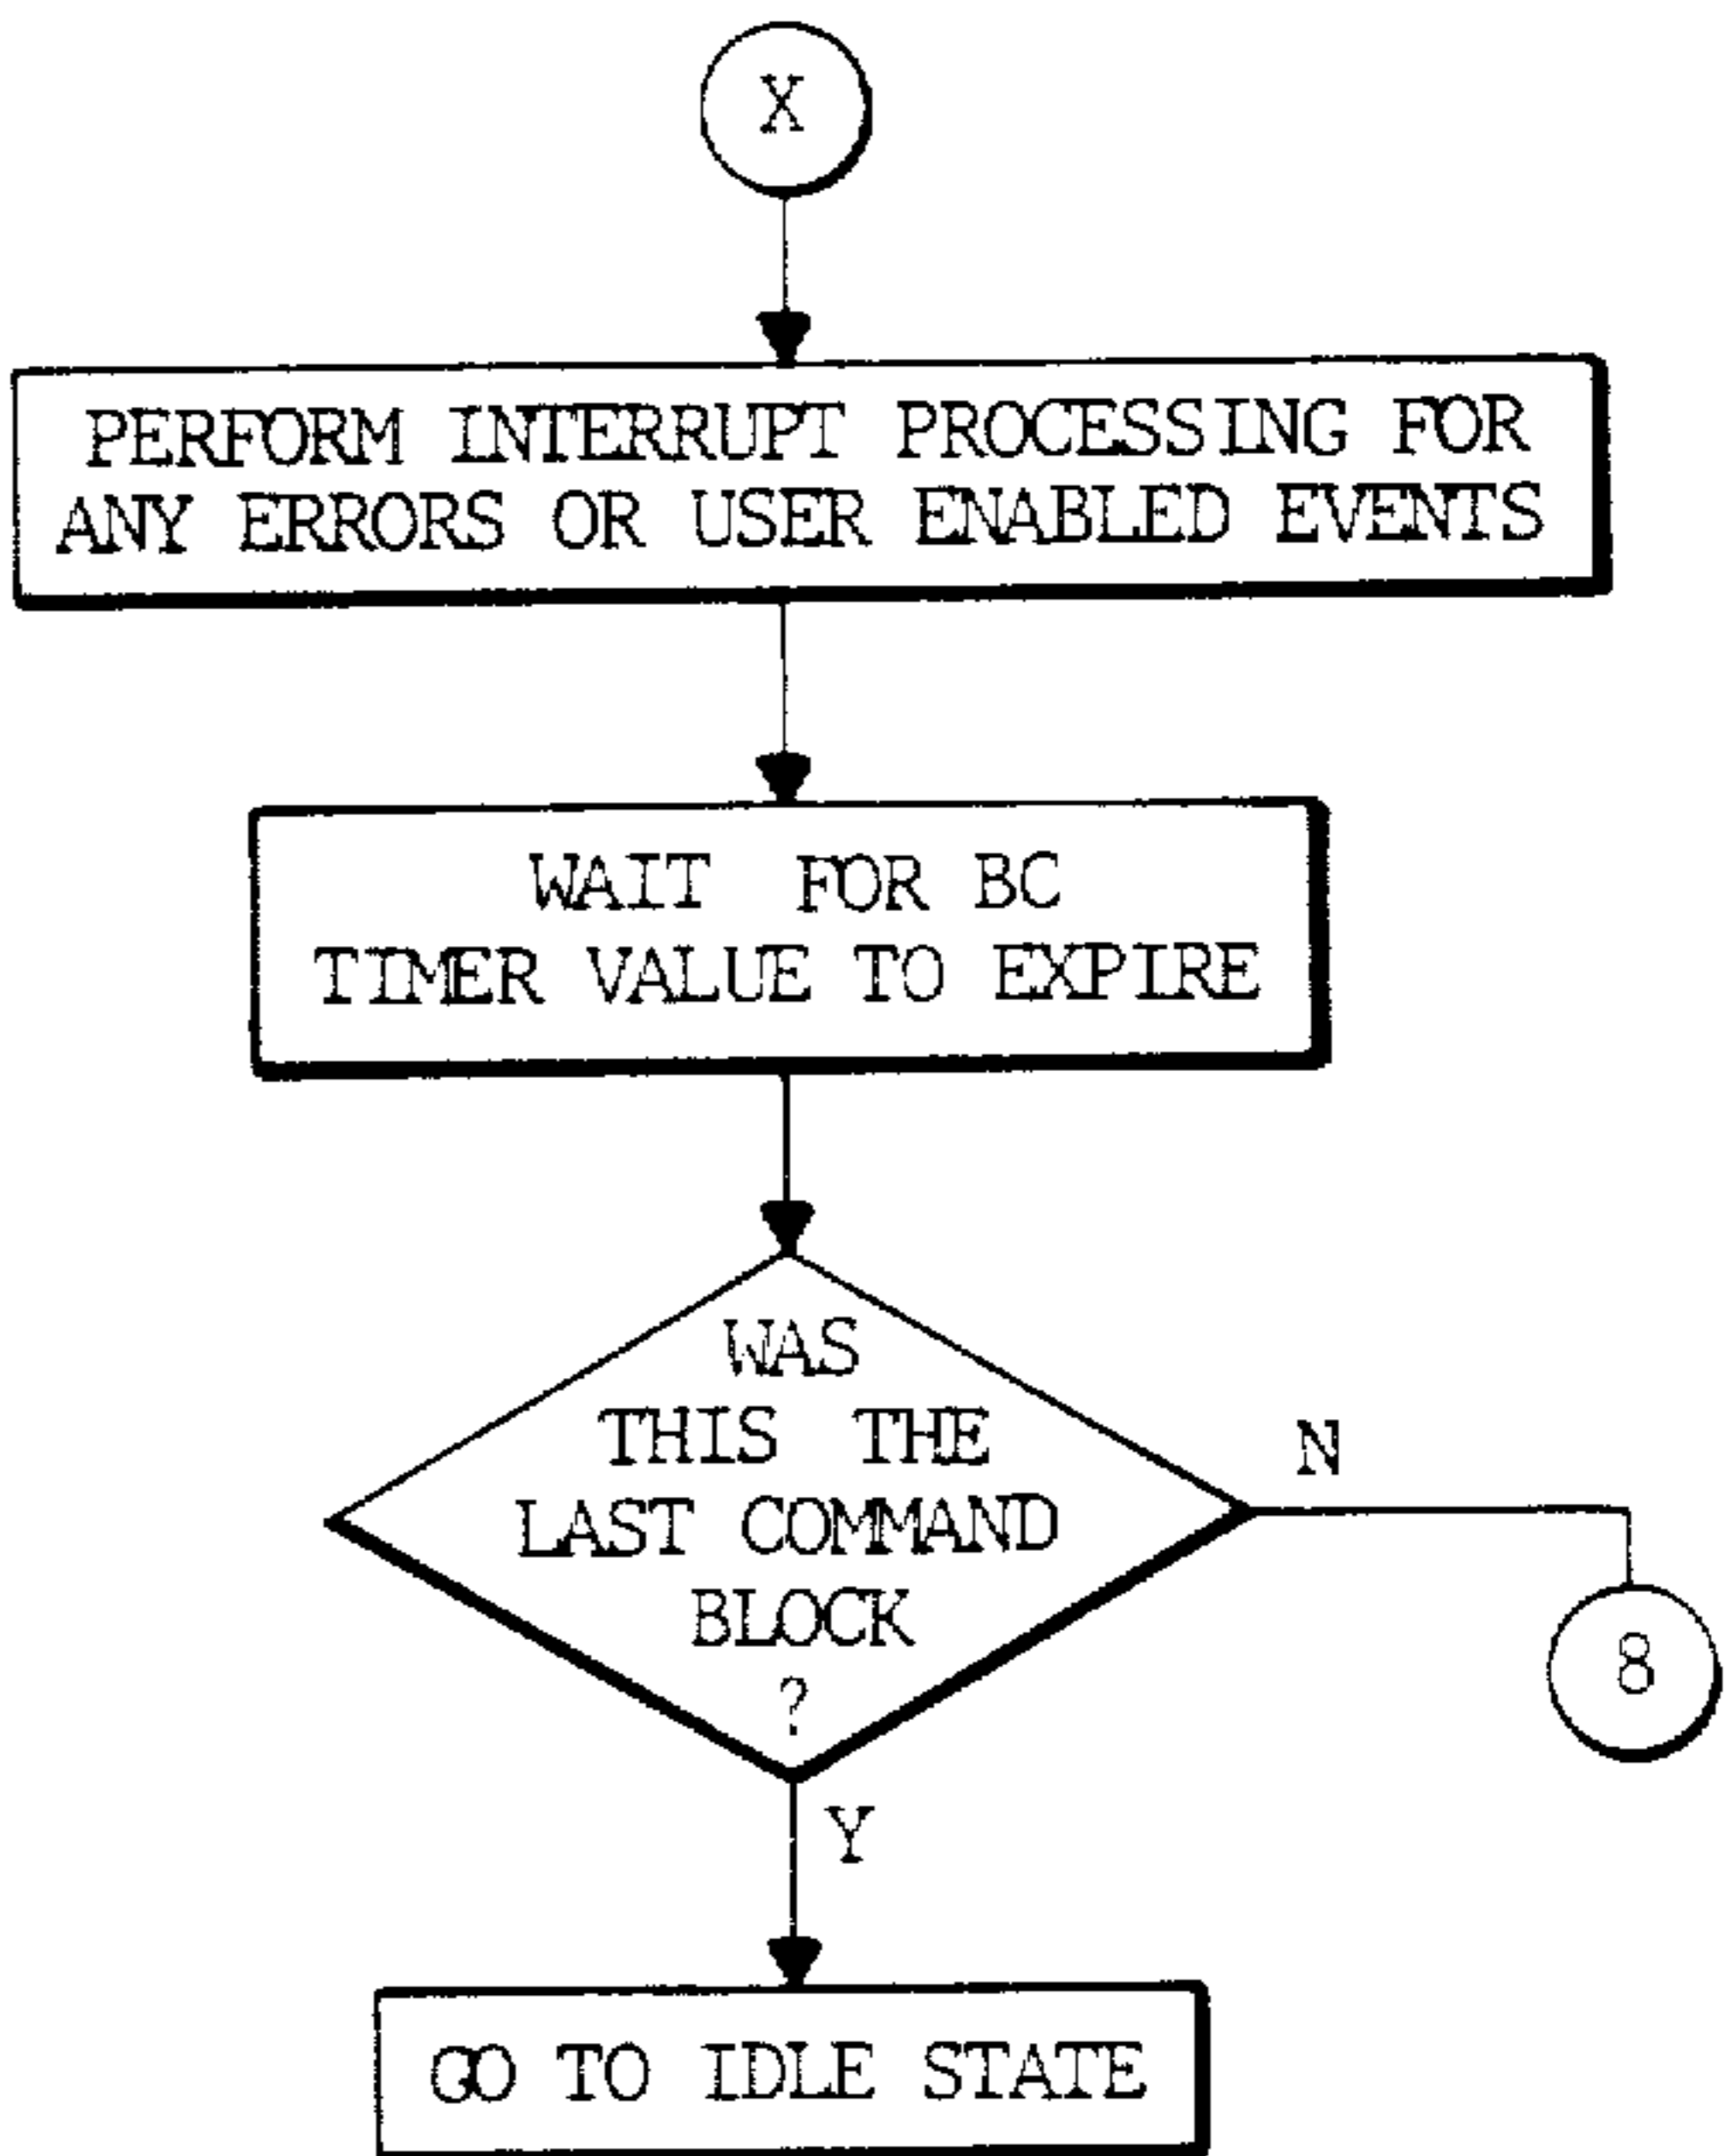 X
PERFORM INTERRUPT PROCESSING FOR
ANY ERRORS OR USER ENABLED EVENTS
WAIT FOR BC
TIMER VALUE TO EXPIRE
WAS
THIS THE
LAST COMMAND
BLOCK
?
N
8
Y
GO TO IDLE STATE